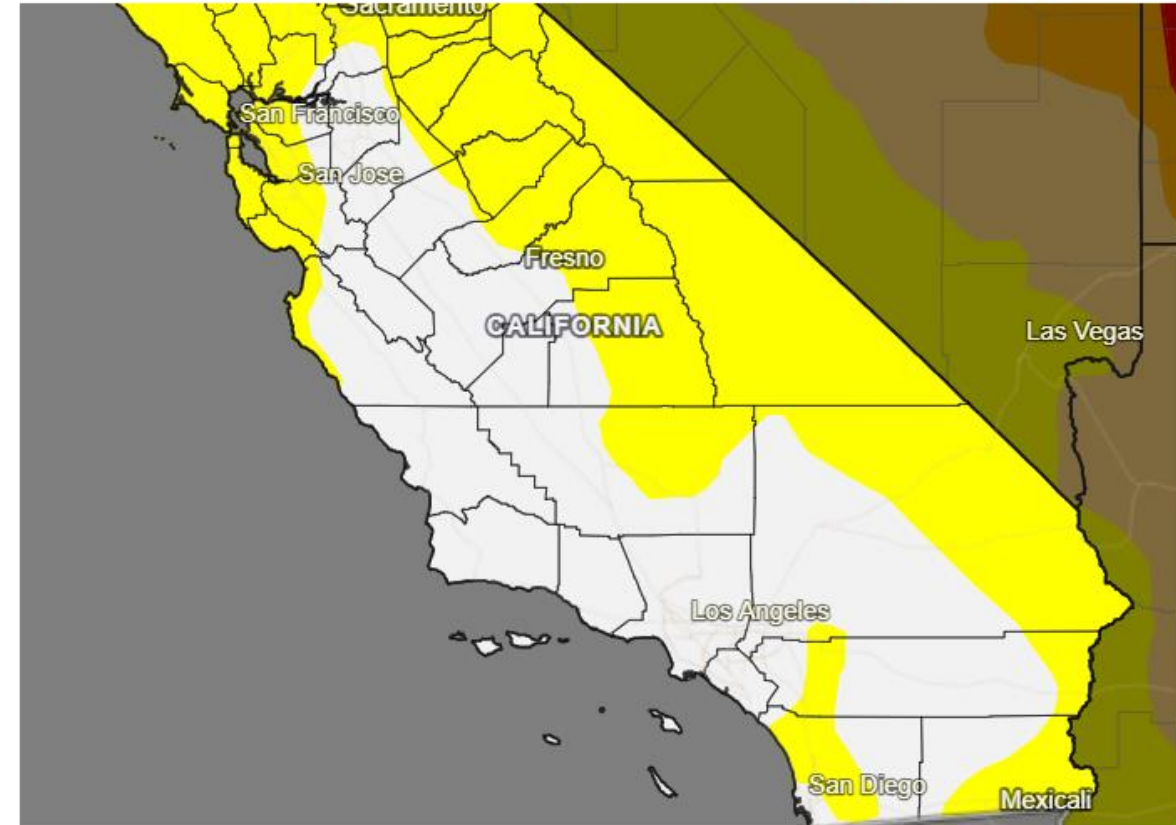 Sacramento
San Francisco
San Jose
Fresno
CALIFORNIA
Las Vegas
Los Angeles
San Diego
Mexicali